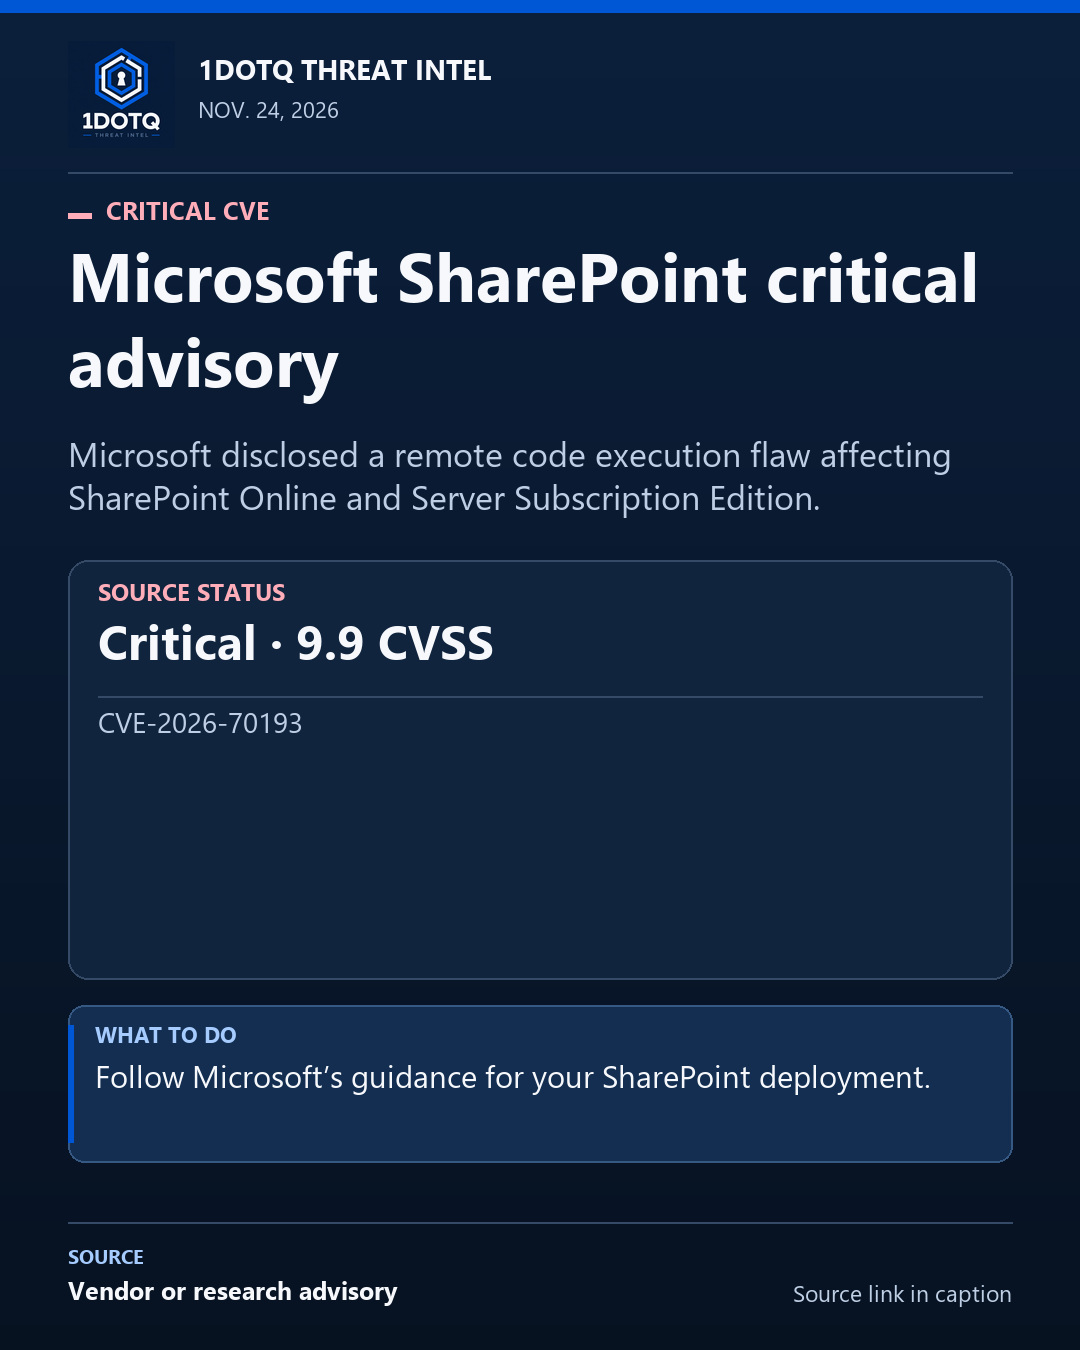 1DOTQ
THREAT INTEL
1DOTQ THREAT INTEL
NOV. 24, 2026
CRITICAL CVE
Microsoft SharePoint critical
advisory
Microsoft disclosed a remote code execution flaw affecting
SharePoint Online and Server Subscription Edition.
SOURCE STATUS
Critical · 9.9 CVSS
CVE-2026-70193
WHAT TO DO
Follow Microsoft’s guidance for your SharePoint deployment.
SOURCE
Vendor or research advisory
Source link in caption